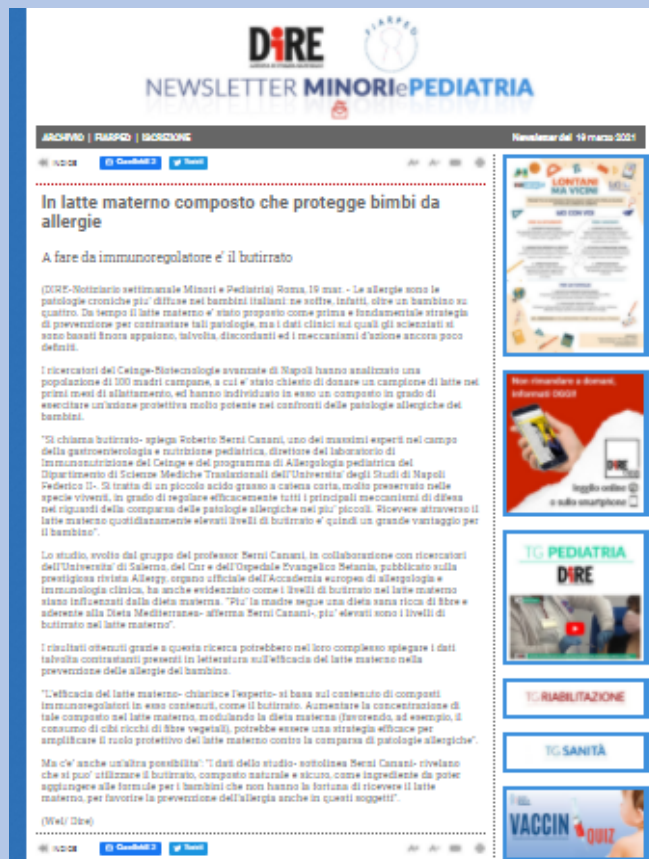 DiRE
FIARPED
NEWSLETTER MINORIePEDIATRIA
ARCHIVIO | FIARPED | ISCRIZIONE
Newsletter del 19 marzo 2021
Condividi 2
Tweet
In latte materno composto che protegge bimbi da
allergie
A fare da immunoregolatore e' il butirrato
(DIRE-Notiziario settimanale Minori e Pediatria) Roma, 19 mar. - Le allergie sono le
patologie croniche piu' diffuse nei bambini italiani: ne soffre, infatti, oltre un bambino su
quattro. Da tempo il latte materno e' stato proposto come prima e fondamentale strategia
di prevenzione per contrastare tali patologie, ma i dati clinici sui quali gli scienziati si
sono basati finora appaiono, talvolta, discordanti ed i meccanismi d'azione ancora poco
definiti.
I ricercatori del Ceinge-Biotecnologie avanzate di Napoli hanno analizzato una
popolazione di 100 madri campane, a cui e' stato chiesto di donare un campione di latte nei
primi mesi di allattamento, ed hanno individuato in esso un composto in grado di
esercitare un'azione protettiva molto potente nei confronti delle patologie allergiche del
bambini.
"Si chiama butirrato- spiega Roberto Berni Canani, uno dei massimi esperti nel campo
della gastroenterologia e nutrizione pediatrica, direttore del laboratorio di
Immunonutrizione del Ceinge e del programma di Allergologia pediatrica del
Dipartimento di Scienze Mediche Traslazionali dell'Universita' degli Studi di Napoli
Federico II-. Si tratta di un piccolo acido grasso a catena corta, molto preservato nelle
specie viventi, in grado di regolare efficacemente tutti i principali meccanismi di difesa
nei riguardi della comparsa delle patologie allergiche nei piu' piccoli. Ricevere attraverso il
latte materno quotidianamente elevati livelli di butirrato e' quindi un grande vantaggio per
il bambino".
Lo studio, svolto dal gruppo del professor Berni Canani, in collaborazione con ricercatori
dell'Universita' di Salerno, del Cnr e dell'Ospedale Evangelico Betania, pubblicato sulla
prestigiosa rivista Allergy, organo ufficiale dell'Accademia europea di allergologia e
immunologia clinica, ha anche evidenziato come i livelli di butirrato nel latte materno
siano influenzati dalla dieta materna. "Piu' la madre segue una dieta sana ricca di fibre e
aderente alla Dieta Mediterranea- afferma Berni Canani-, piu' elevati sono i livelli di
butirrato nel latte materno".
I risultati ottenuti grazie a questa ricerca potrebbero nel loro complesso spiegare i dati
talvolta contrastanti presenti in letteratura sull'efficacia del latte materno nella
prevenzione delle allergie del bambino.
"L'efficacia del latte materno- chiarisce l'esperto- si basa sul contenuto di composti
immunoregolatori in esso contenuti, come il butirrato. Aumentare la concentrazione di
tale composto nel latte materno, modulando la dieta materna (favorendo, ad esempio, il
consumo di cibi ricchi di fibre vegetali), potrebbe essere una strategia efficace per
amplificare il ruolo protettivo del latte materno contro la comparsa di patologie allergiche".
Ma c'e' anche un'altra possibilita': "I dati dello studio- sottolinea Berni Canani- rivelano
che si puo' utilizzare il butirrato, composto naturale e sicuro, come ingrediente da poter
aggiungere alle formule per i bambini che non hanno la fortuna di ricevere il latte
materno, per favorire la prevenzione dell'allergia anche in questi soggetti".
(Wel/ Dire)
Condividi 2
Tweet
LONTANI
MA VICINI
Non rimandare a domani,
informati OGGI!
DiRE
leggilo online
o sullo smartphone
TG PEDIATRIA
DiRE
TG RIABILITAZIONE
TG SANITÀ
VACCIN QUIZ